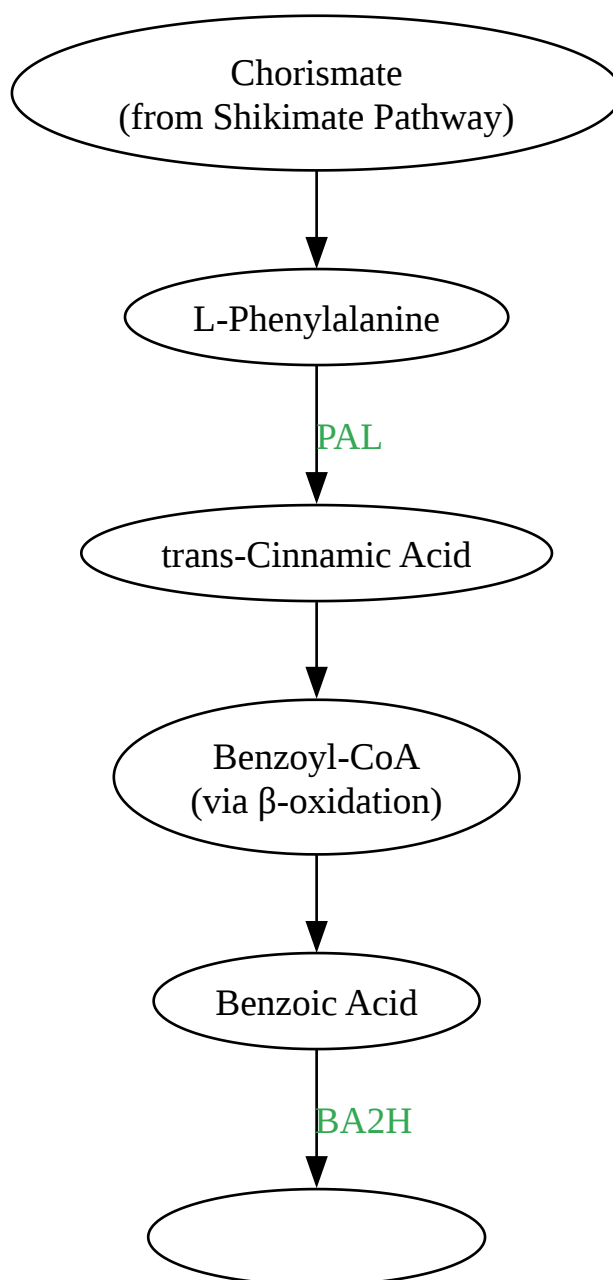 Chorismate
(from Shikimate Pathway)
L-Phenylalanine
PAL
trans-Cinnamic Acid
Benzoyl-CoA
(via β-oxidation)
Benzoic Acid
BA2H